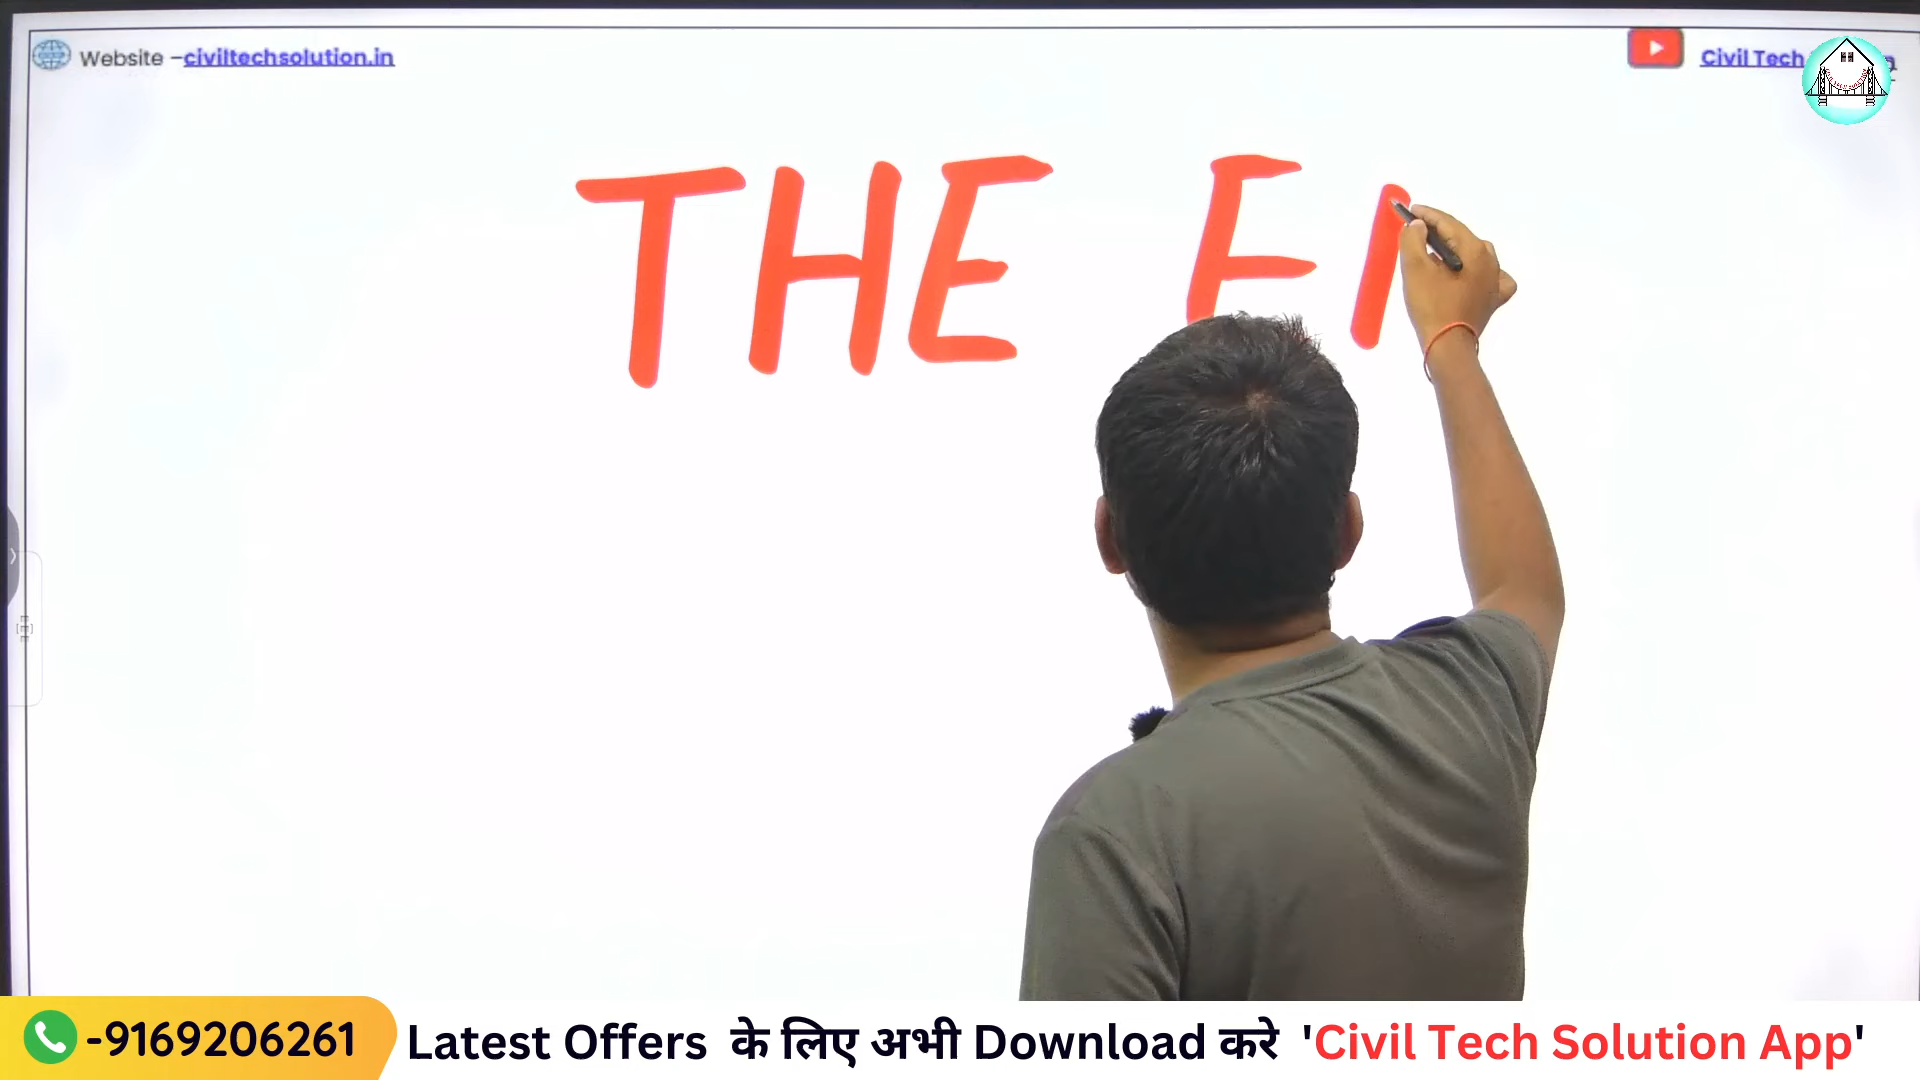 Website –civiltechsolution.in
Civil Tech
THE E
-9169206261
Latest Offers के लिए अभी Download करे 'Civil Tech Solution App'